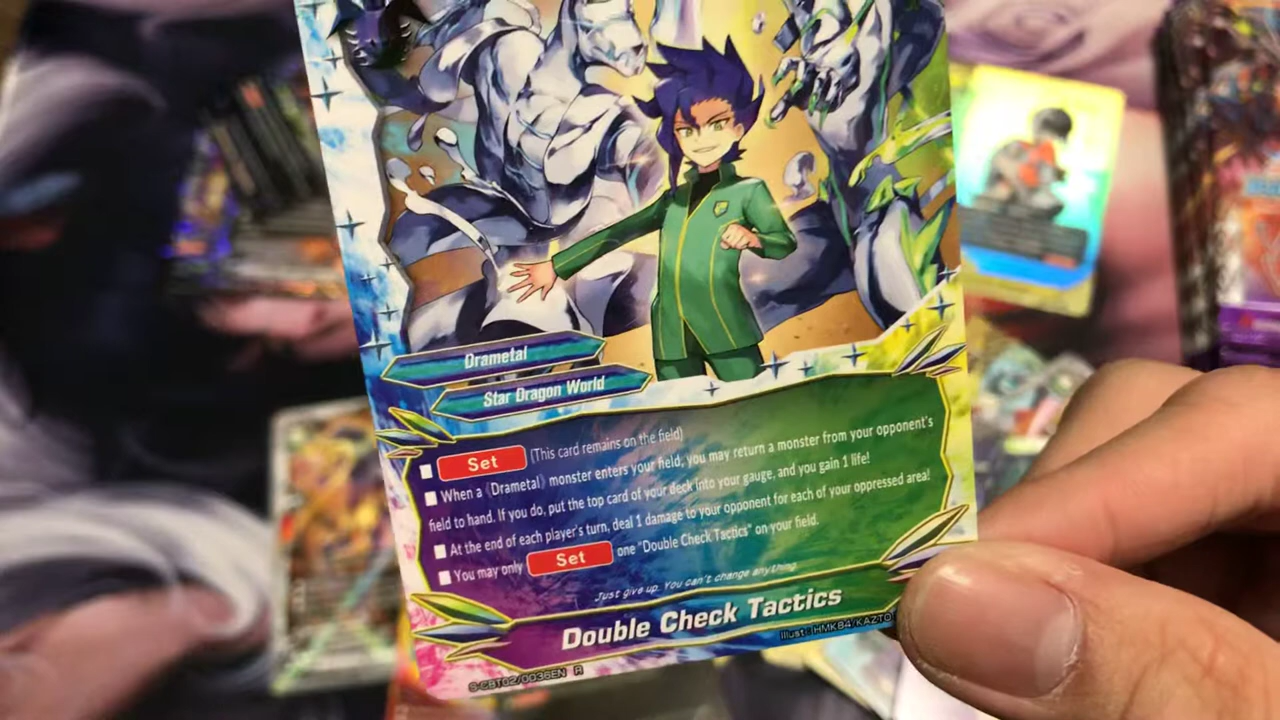 Drametal
Star Dragon World
Set (This card remains on the field)
When a《Drametal》monster enters your field, you may return a monster from your opponent's
field to hand. If you do, put the top card of your deck into your gauge, and you gain 1 life!
At the end of each player's turn, deal 1 damage to your opponent for each of your oppressed area!
You may only Set one "Double Check Tactics" on your field.
Just give up. You can't change anything.
Double Check Tactics
Illust: HMK84/KAZTO
S-CBT02/0036EN R